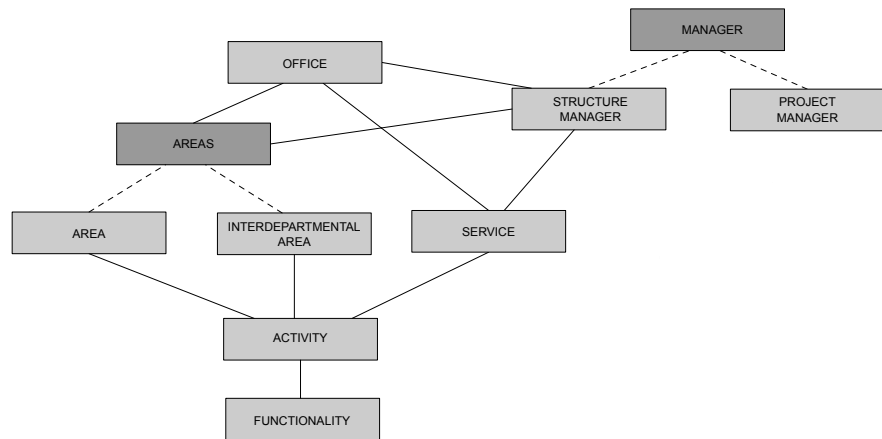 MANAGER
OFFICE
STRUCTURE
MANAGER
PROJECT
MANAGER
AREAS
AREA
INTERDEPARTMENTAL
AREA
SERVICE
ACTIVITY
FUNCTIONALITY